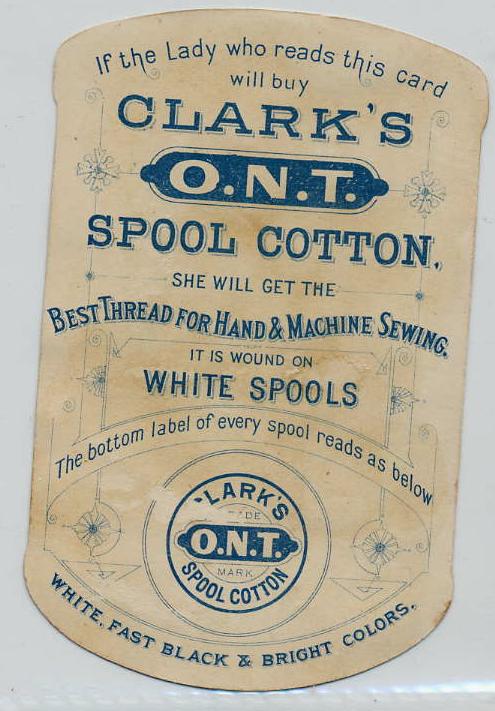 If the Lady who reads this card
will buy
CLARK'S
O.N.T.
SPOOL COTTON.
SHE WILL GET THE
BEST THREAD FOR HAND & MACHINE SEWING.
IT IS WOUND ON
WHITE SPOOLS
The bottom label of every spool reads as below
'LARK'S
DE
O.N.T.
MARK
SPOOL COTTON
WHITE, FAST BLACK & BRIGHT COLORS.